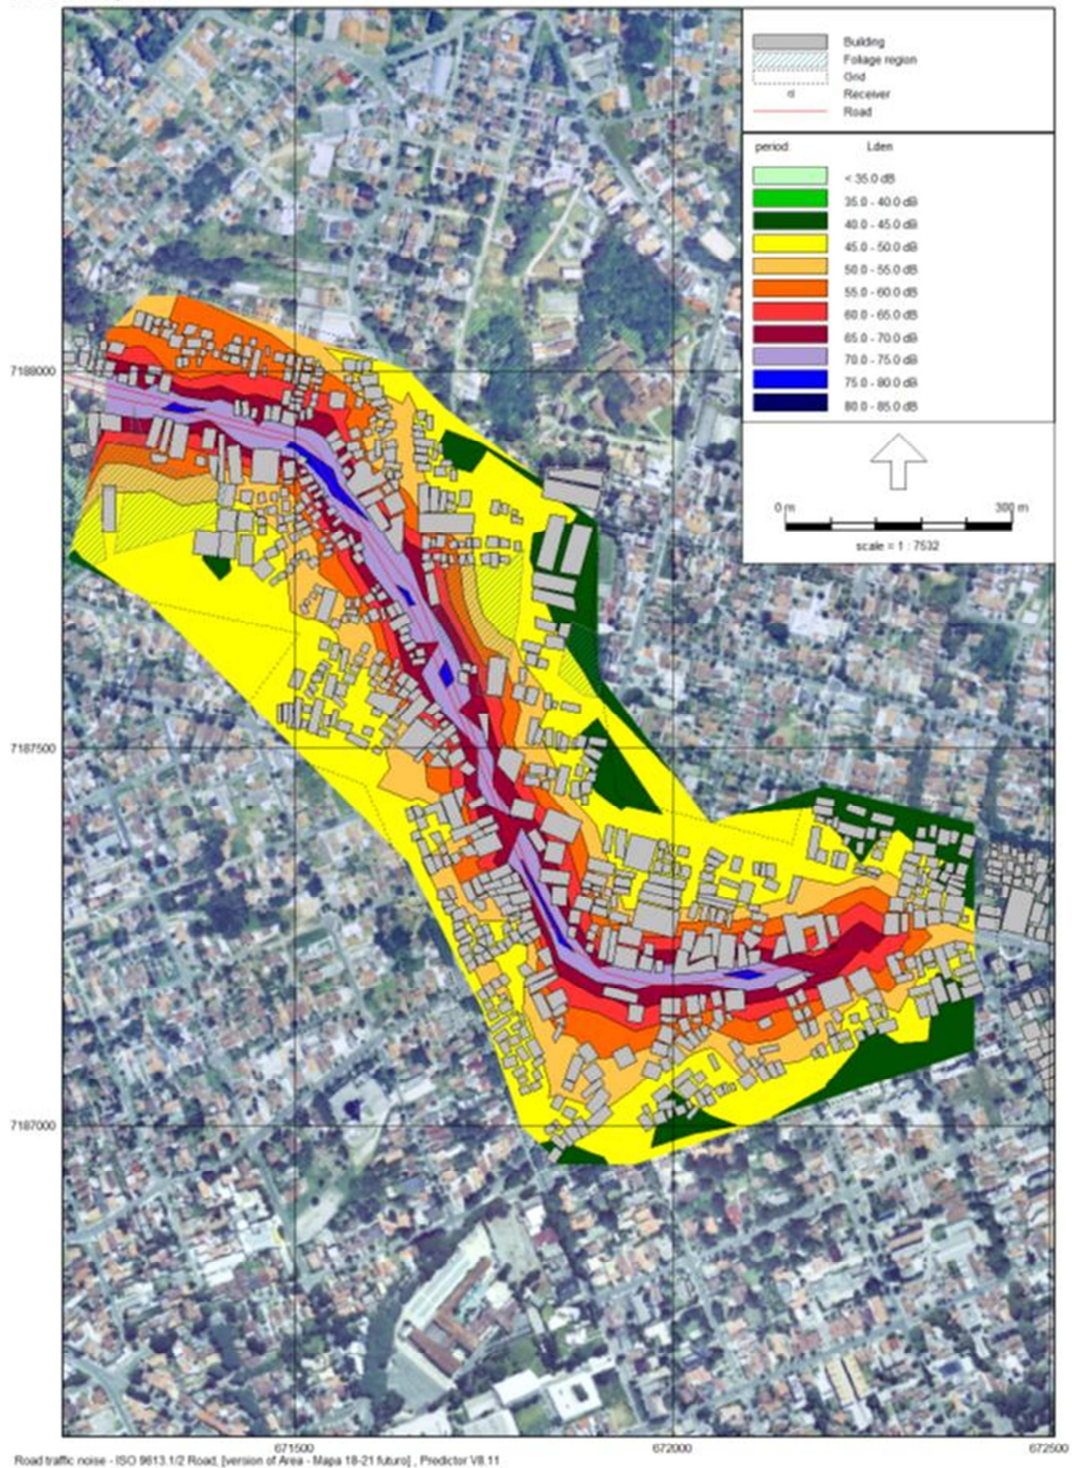 Building
Foliage region
Grid
Receiver
Road
period Lden
< 35.0 dB
35.0 - 40.0 dB
40.0 - 45.0 dB
45.0 - 50.0 dB
50.0 - 55.0 dB
55.0 - 60.0 dB
60.0 - 65.0 dB
65.0 - 70.0 dB
70.0 - 75.0 dB
75.0 - 80.0 dB
80.0 - 85.0 dB
0 m 300 m
scale = 1 : 7532
7188000
7187500
7187000
671500 672000 672500
Road traffic noise - ISO 9613.1/2 Road, [version of Area - Mapa 18-21 futuro] , Predictor V8.11